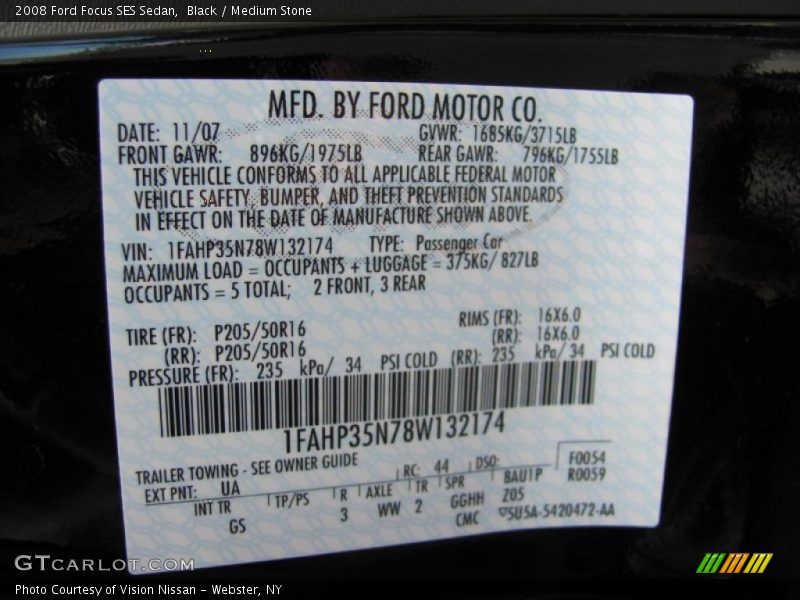 2008 Ford Focus SES Sedan, Black / Medium Stone
MFD. BY FORD MOTOR CO.
DATE: 11/07 GVWR: 1685KG/3715LB
FRONT GAWR: 896KG/1975LB REAR GAWR: 796KG/1755LB
THIS VEHICLE CONFORMS TO ALL APPLICABLE FEDERAL MOTOR
VEHICLE SAFETY, BUMPER, AND THEFT PREVENTION STANDARDS
IN EFFECT ON THE DATE OF MANUFACTURE SHOWN ABOVE.
VIN: 1FAHP35N78W132174 TYPE: Passenger Car
MAXIMUM LOAD = OCCUPANTS + LUGGAGE = 375KG/ 827LB
OCCUPANTS = 5 TOTAL; 2 FRONT, 3 REAR
TIRE (FR): P205/50R16 RIMS (FR): 16X6.0
(RR): P205/50R16 (RR): 16X6.0
PRESSURE (FR): 235 kPa/ 34 PSI COLD (RR): 235 kPa/ 34 PSI COLD
1FAHP35N78W132174
TRAILER TOWING - SEE OWNER GUIDE RC: 44 DSO: F0054
EXT PNT: UA BAU1P R0059
INT TR TP/PS R AXLE TR SPR Z05
GS 3 WW 2 GGHH
CMC 5U5A-5420472-AA
GTCARLOT.COM
Photo Courtesy of Vision Nissan - Webster, NY